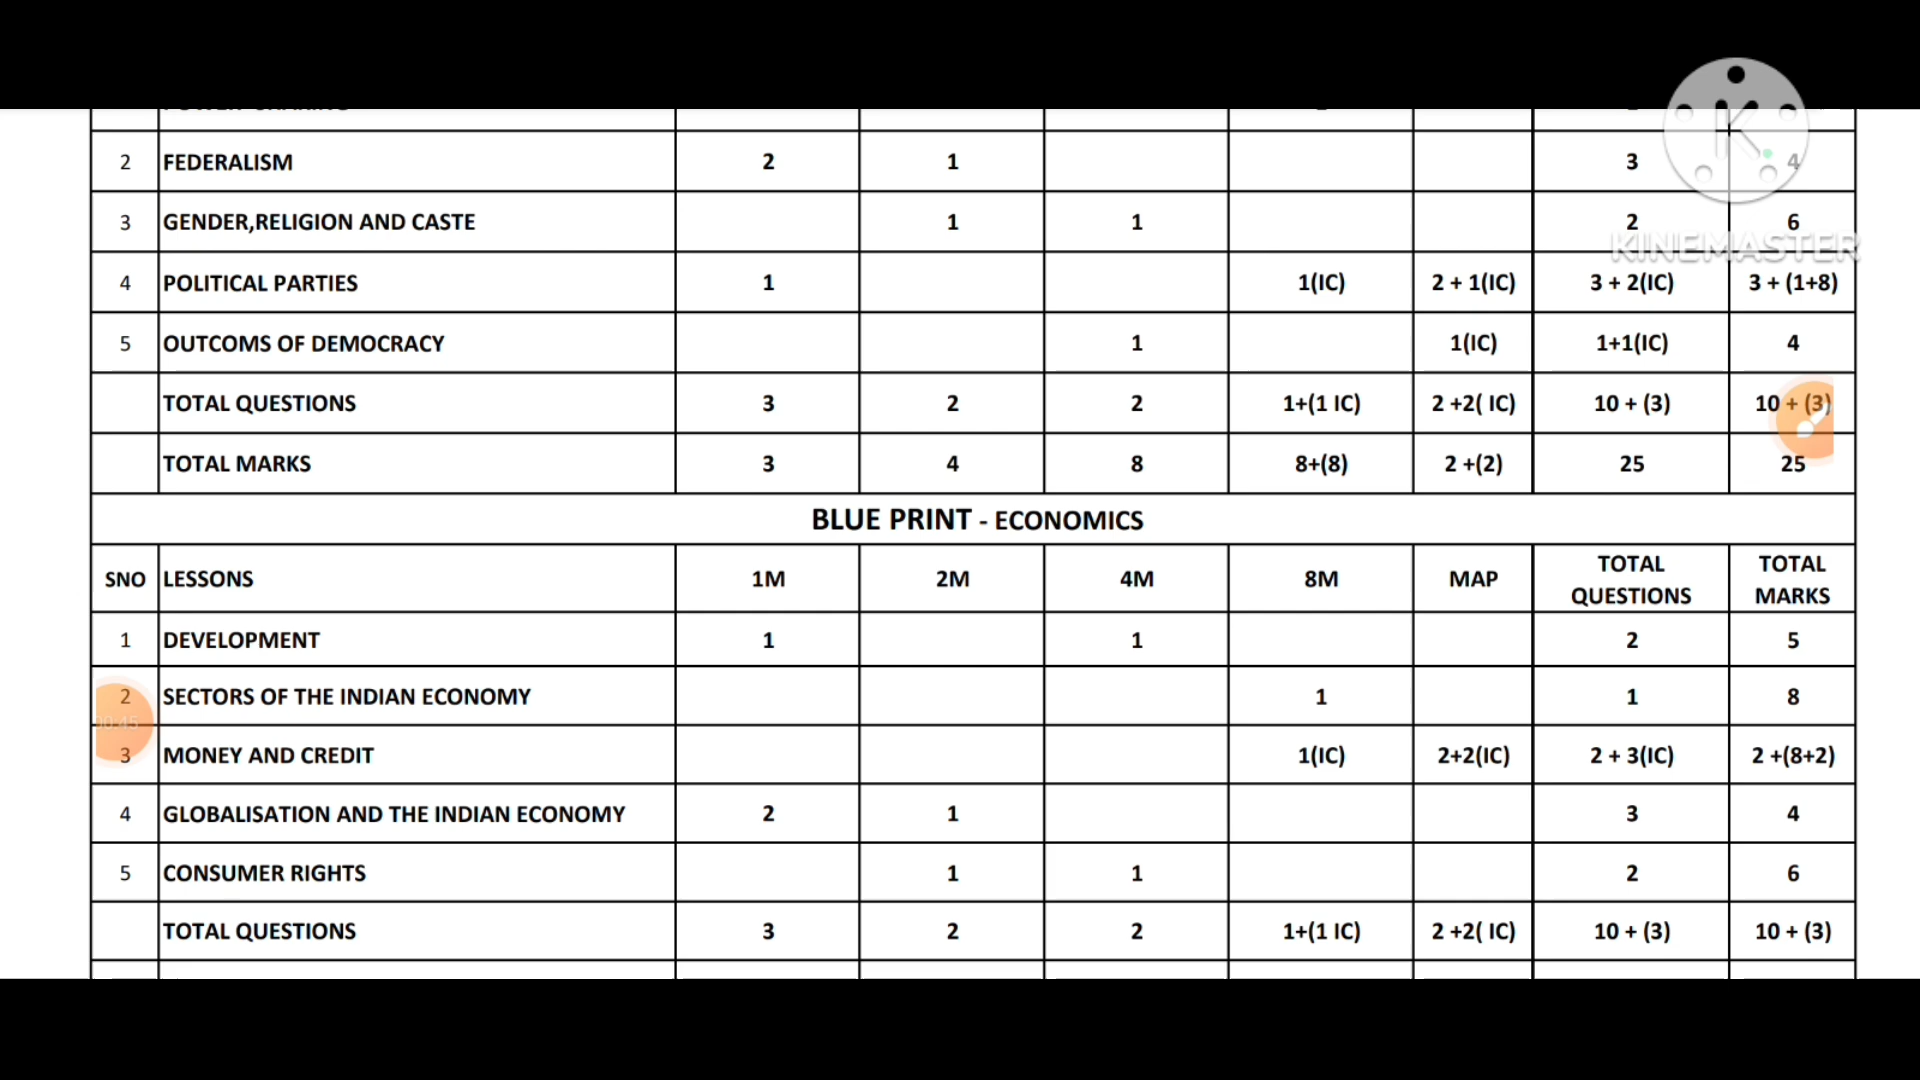 2 FEDERALISM 2 1 3 4
3 GENDER,RELIGION AND CASTE 1 1 2 6
KINEMASTER
4 POLITICAL PARTIES 1 1(IC) 2 + 1(IC) 3 + 2(IC) 3 + (1+8)
5 OUTCOMS OF DEMOCRACY 1 1(IC) 1+1(IC) 4
TOTAL QUESTIONS 3 2 2 1+(1 IC) 2 +2( IC) 10 + (3) 10 + (3)
TOTAL MARKS 3 4 8 8+(8) 2 +(2) 25 25
BLUE PRINT - ECONOMICS
SNO LESSONS 1M 2M 4M 8M MAP TOTAL QUESTIONS TOTAL MARKS
1 DEVELOPMENT 1 1 2 5
2 SECTORS OF THE INDIAN ECONOMY 1 1 8
3 MONEY AND CREDIT 1(IC) 2+2(IC) 2 + 3(IC) 2 +(8+2)
4 GLOBALISATION AND THE INDIAN ECONOMY 2 1 3 4
5 CONSUMER RIGHTS 1 1 2 6
TOTAL QUESTIONS 3 2 2 1+(1 IC) 2 +2( IC) 10 + (3) 10 + (3)